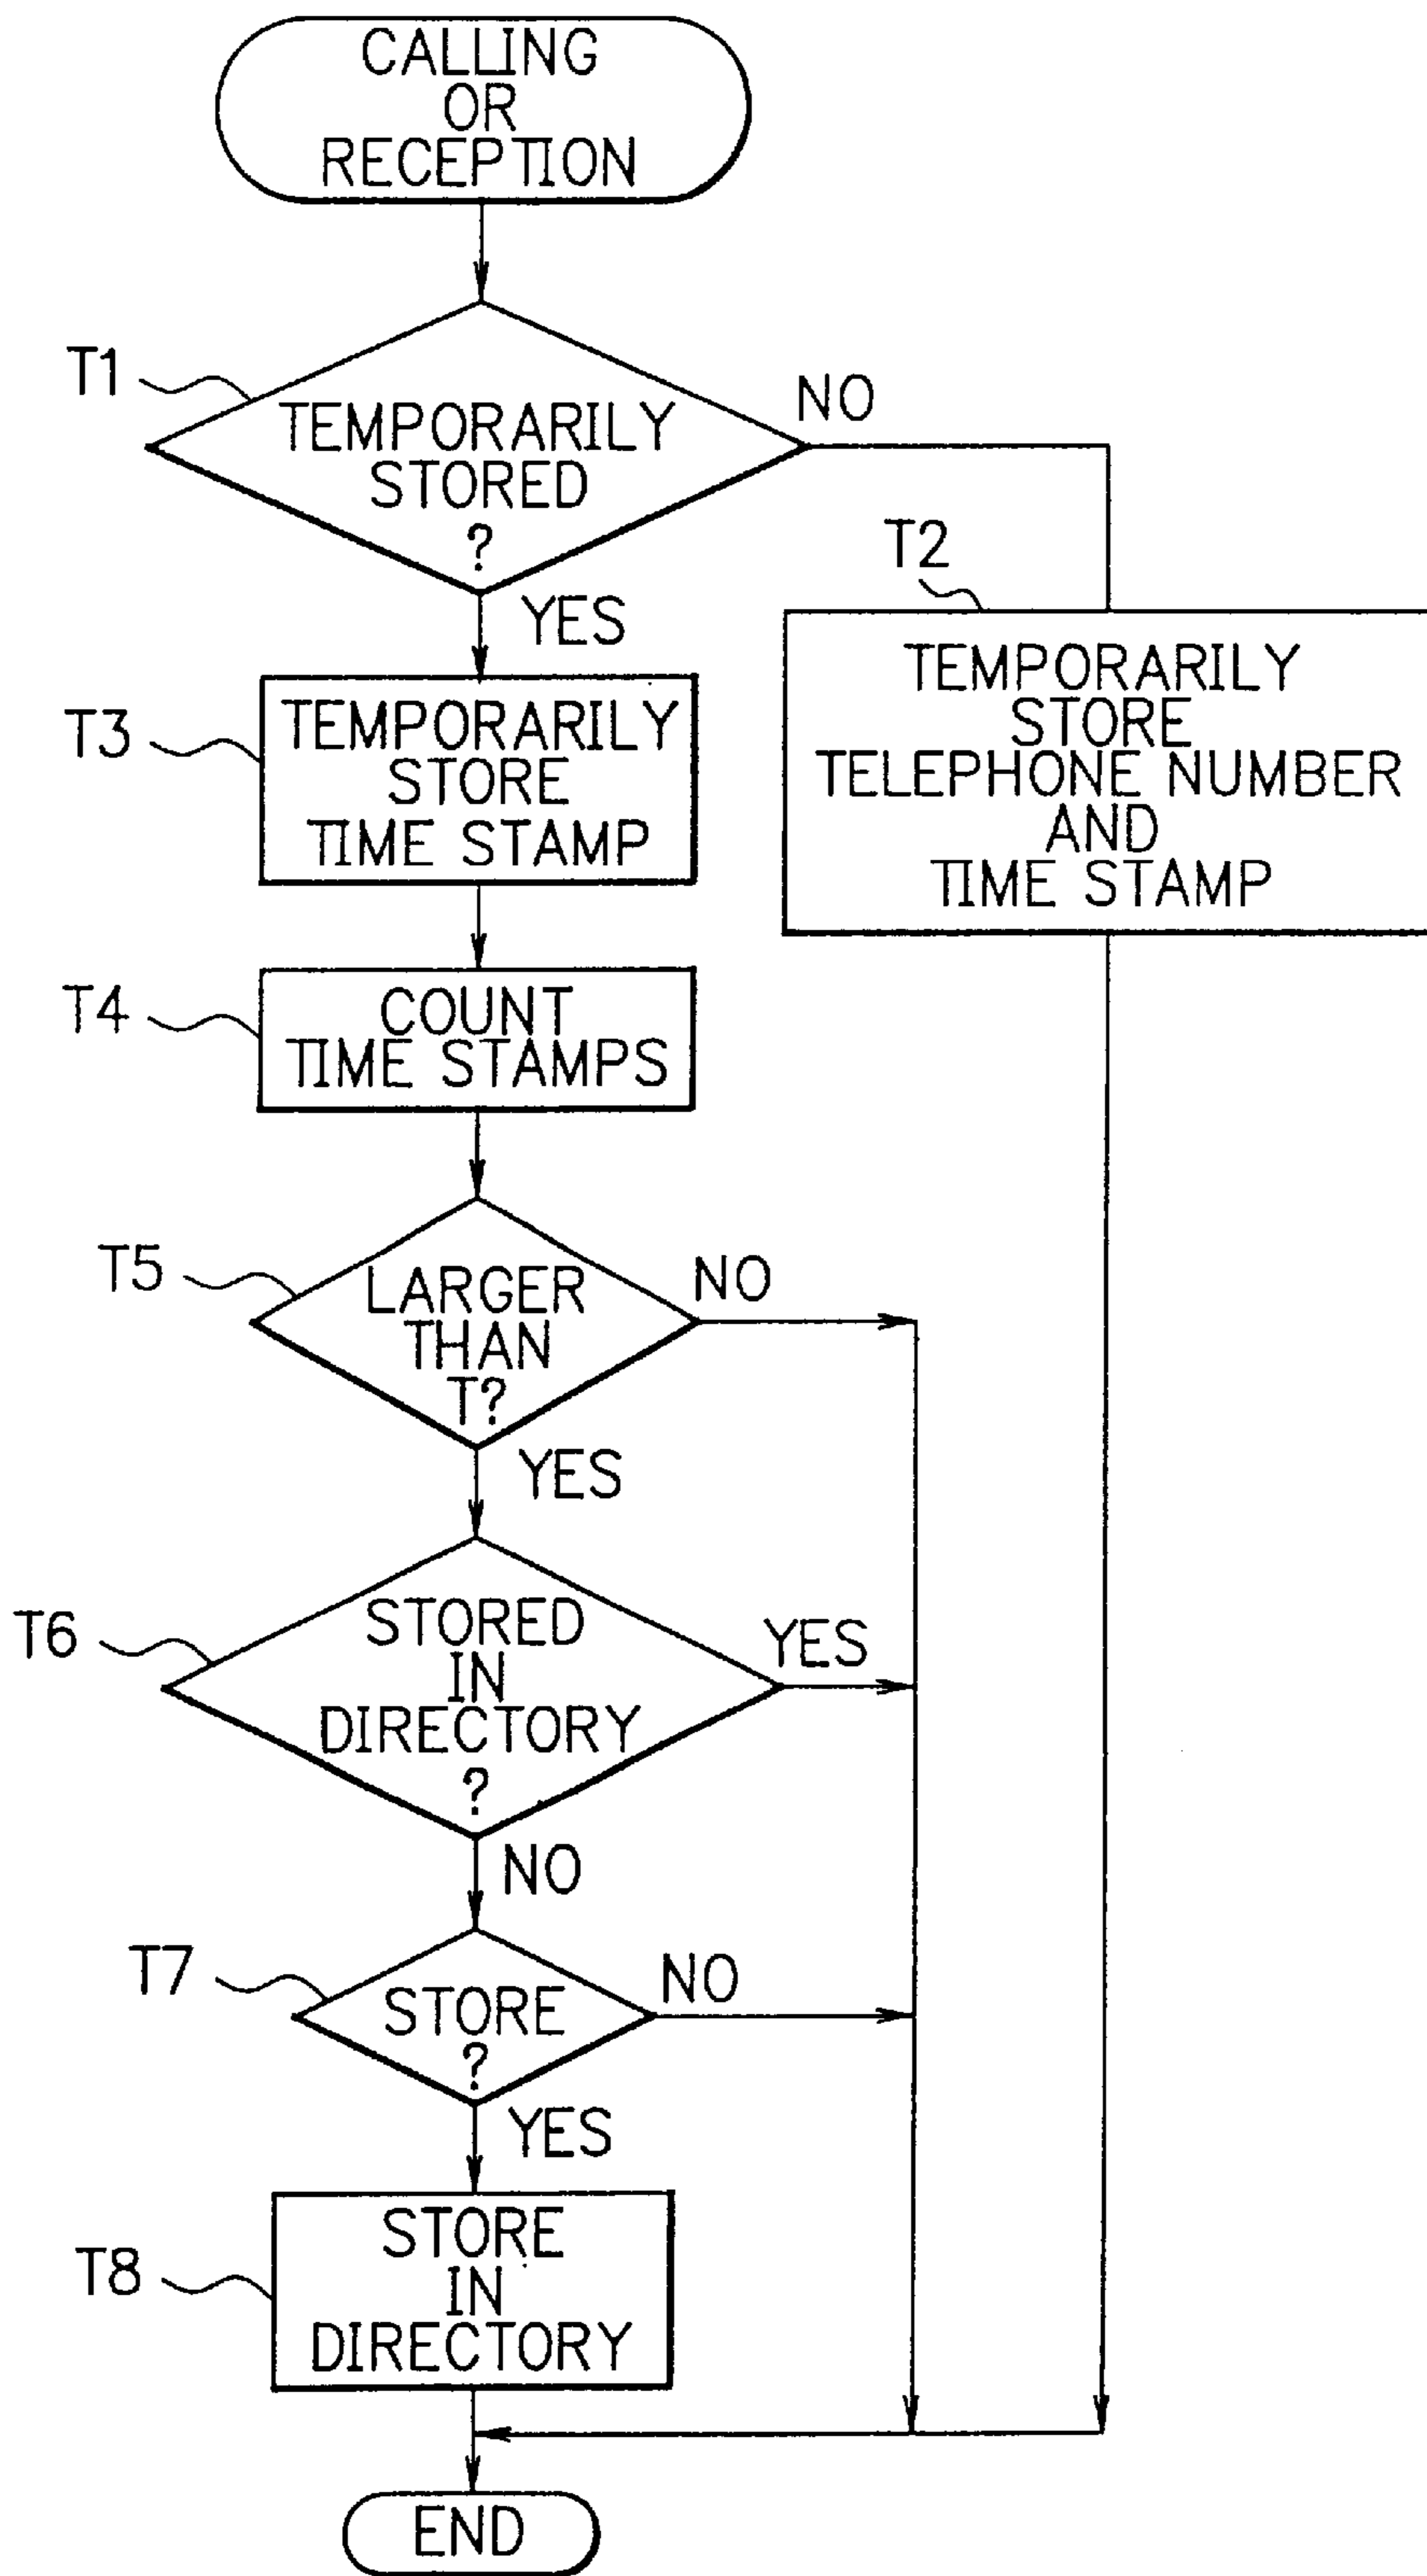 CALLING
OR
RECEPTION
T1
TEMPORARILY
STORED
?
NO
YES
T2
TEMPORARILY
STORE
TELEPHONE NUMBER
AND
TIME STAMP
T3
TEMPORARILY
STORE
TIME STAMP
T4
COUNT
TIME STAMPS
T5
LARGER
THAN
T?
NO
YES
T6
STORED
IN
DIRECTORY
?
YES
NO
T7
STORE
?
NO
YES
T8
STORE
IN
DIRECTORY
END